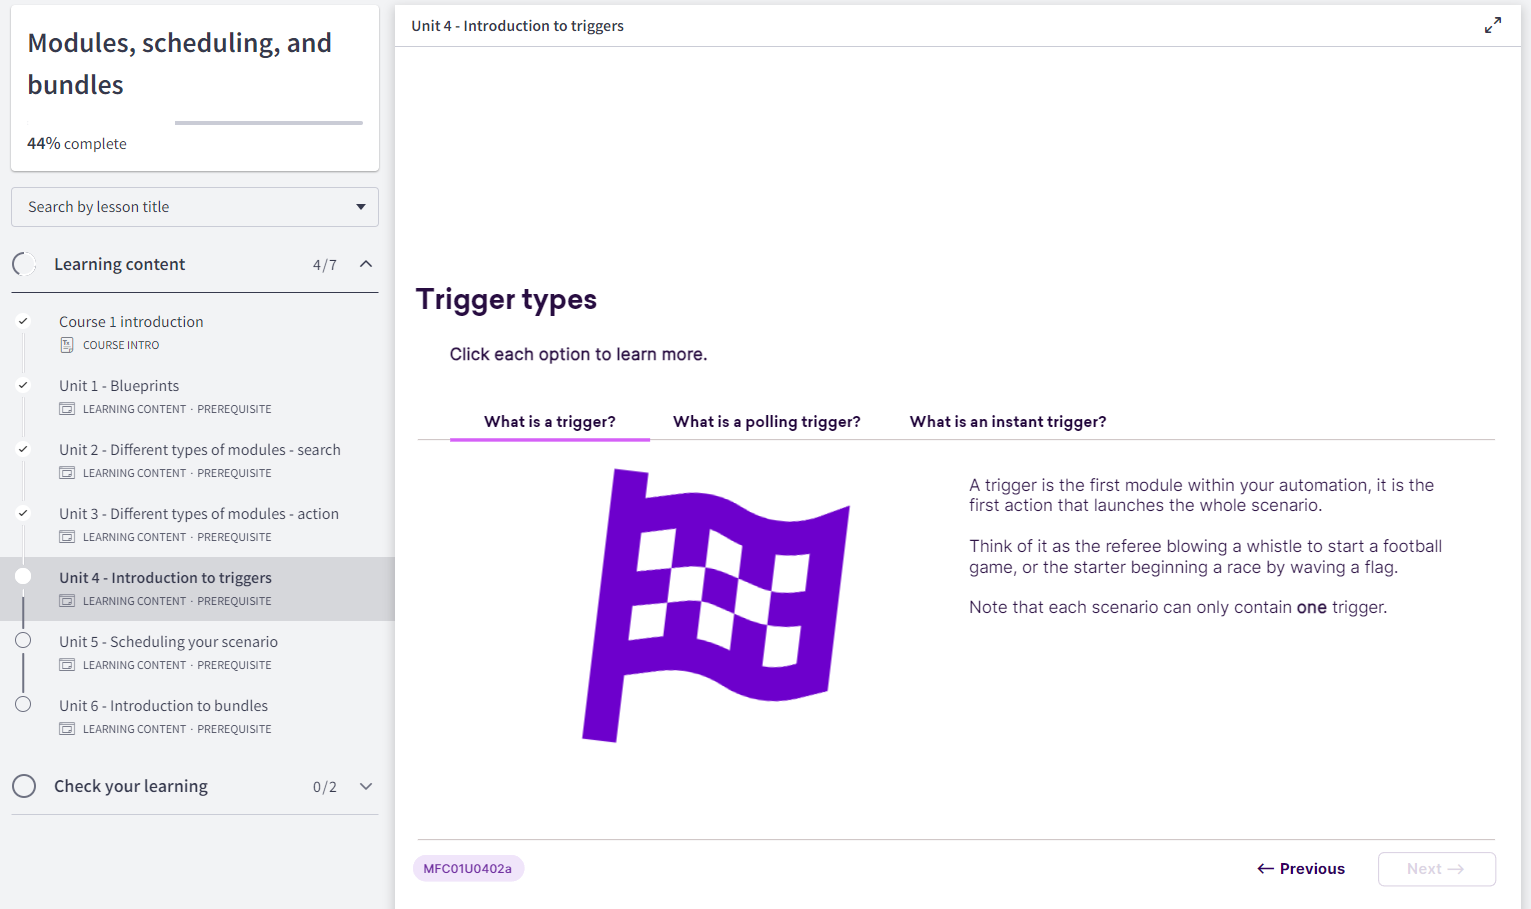 Modules, scheduling, and
bundles
44% complete
Search by lesson title
Learning content 4/7
Course 1 introduction
COURSE INTRO
Unit 1 - Blueprints
LEARNING CONTENT · PREREQUISITE
Unit 2 - Different types of modules - search
LEARNING CONTENT · PREREQUISITE
Unit 3 - Different types of modules - action
LEARNING CONTENT · PREREQUISITE
Unit 4 - Introduction to triggers
LEARNING CONTENT · PREREQUISITE
Unit 5 - Scheduling your scenario
LEARNING CONTENT · PREREQUISITE
Unit 6 - Introduction to bundles
LEARNING CONTENT · PREREQUISITE
Check your learning 0/2
Unit 4 - Introduction to triggers
Trigger types
Click each option to learn more.
What is a trigger? What is a polling trigger? What is an instant trigger?
A trigger is the first module within your automation, it is the
first action that launches the whole scenario.
Think of it as the referee blowing a whistle to start a football
game, or the starter beginning a race by waving a flag.
Note that each scenario can only contain one trigger.
MFC01U0402a
← Previous Next →